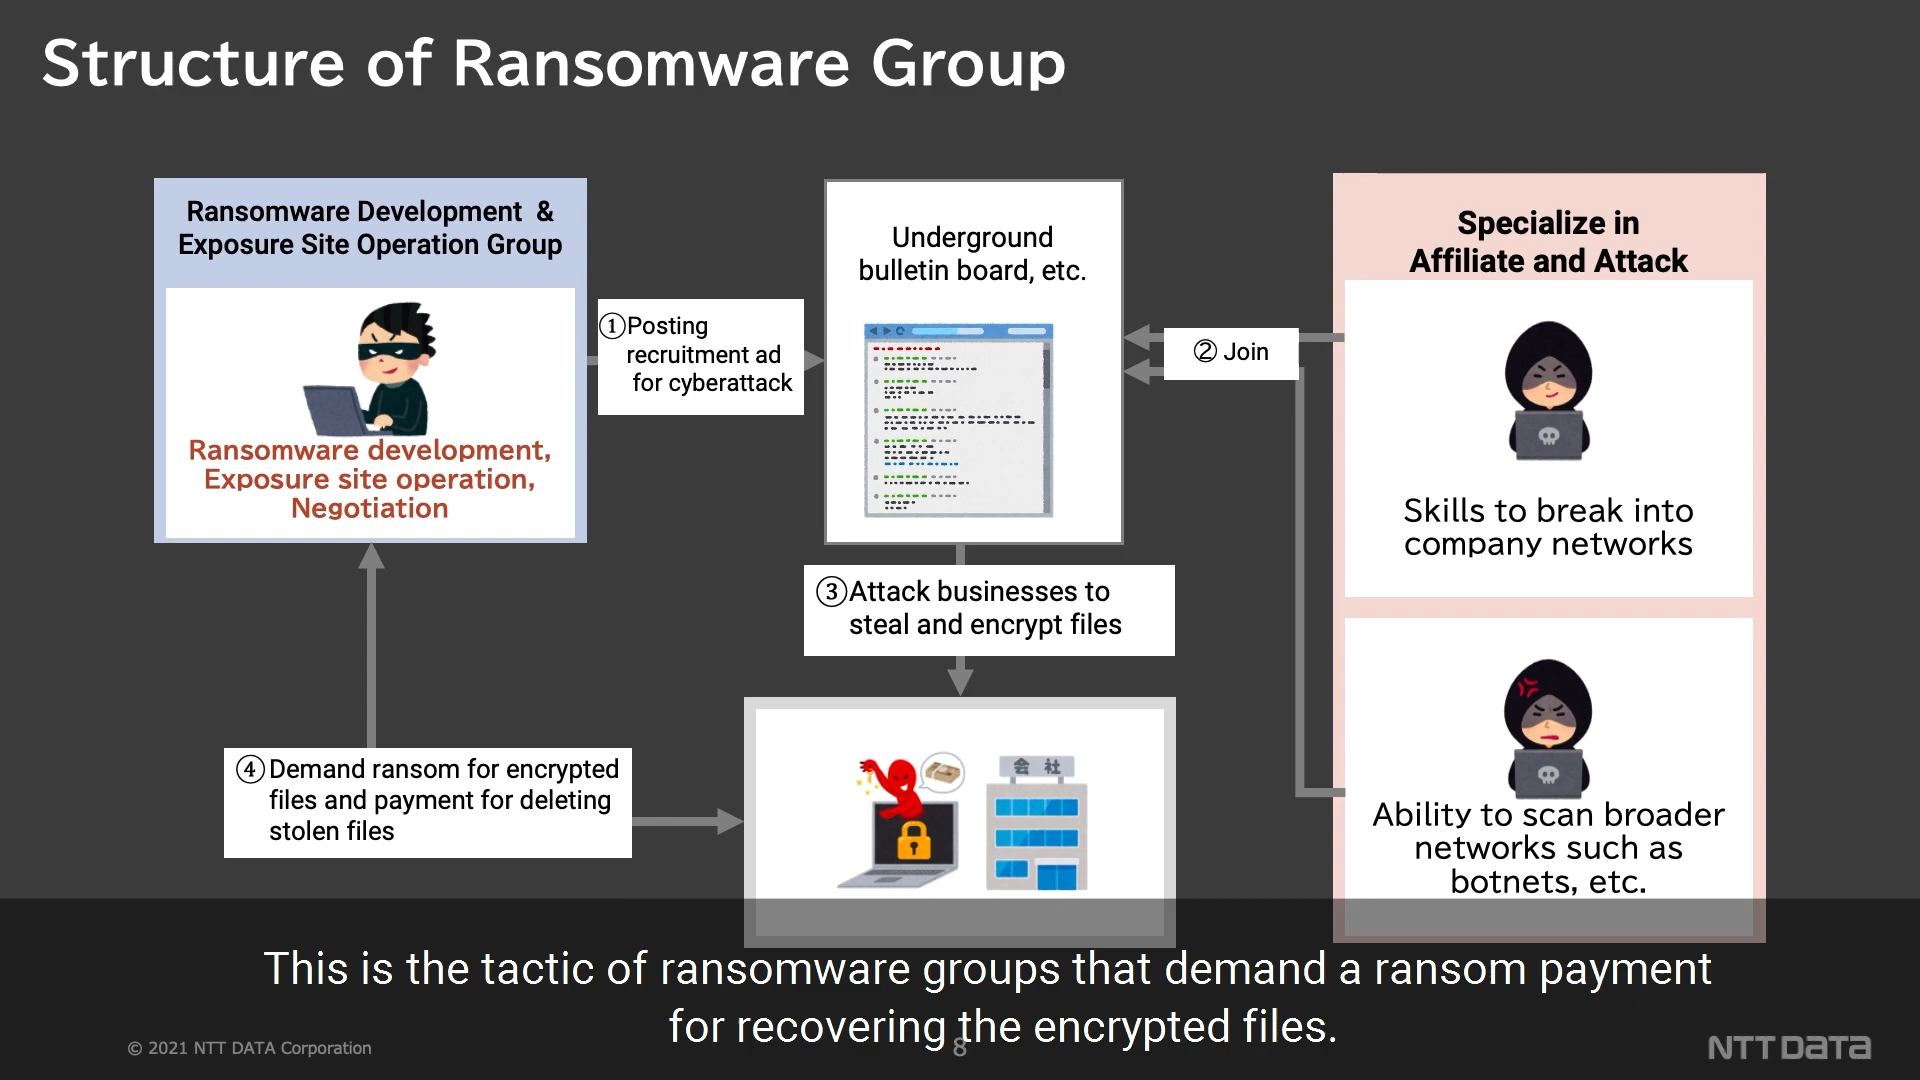 Structure of Ransomware Group
Ransomware Development &
Exposure Site Operation Group
Ransomware development,
Exposure site operation,
Negotiation
①Posting
recruitment ad
for cyberattack
Underground
bulletin board, etc.
② Join
Specialize in
Affiliate and Attack
Skills to break into
company networks
Ability to scan broader
networks such as
botnets, etc.
③Attack businesses to
steal and encrypt files
④Demand ransom for encrypted
files and payment for deleting
stolen files
会 社
This is the tactic of ransomware groups that demand a ransom payment
for recovering the encrypted files.
© 2021 NTT DATA Corporation
8
NTT DATA